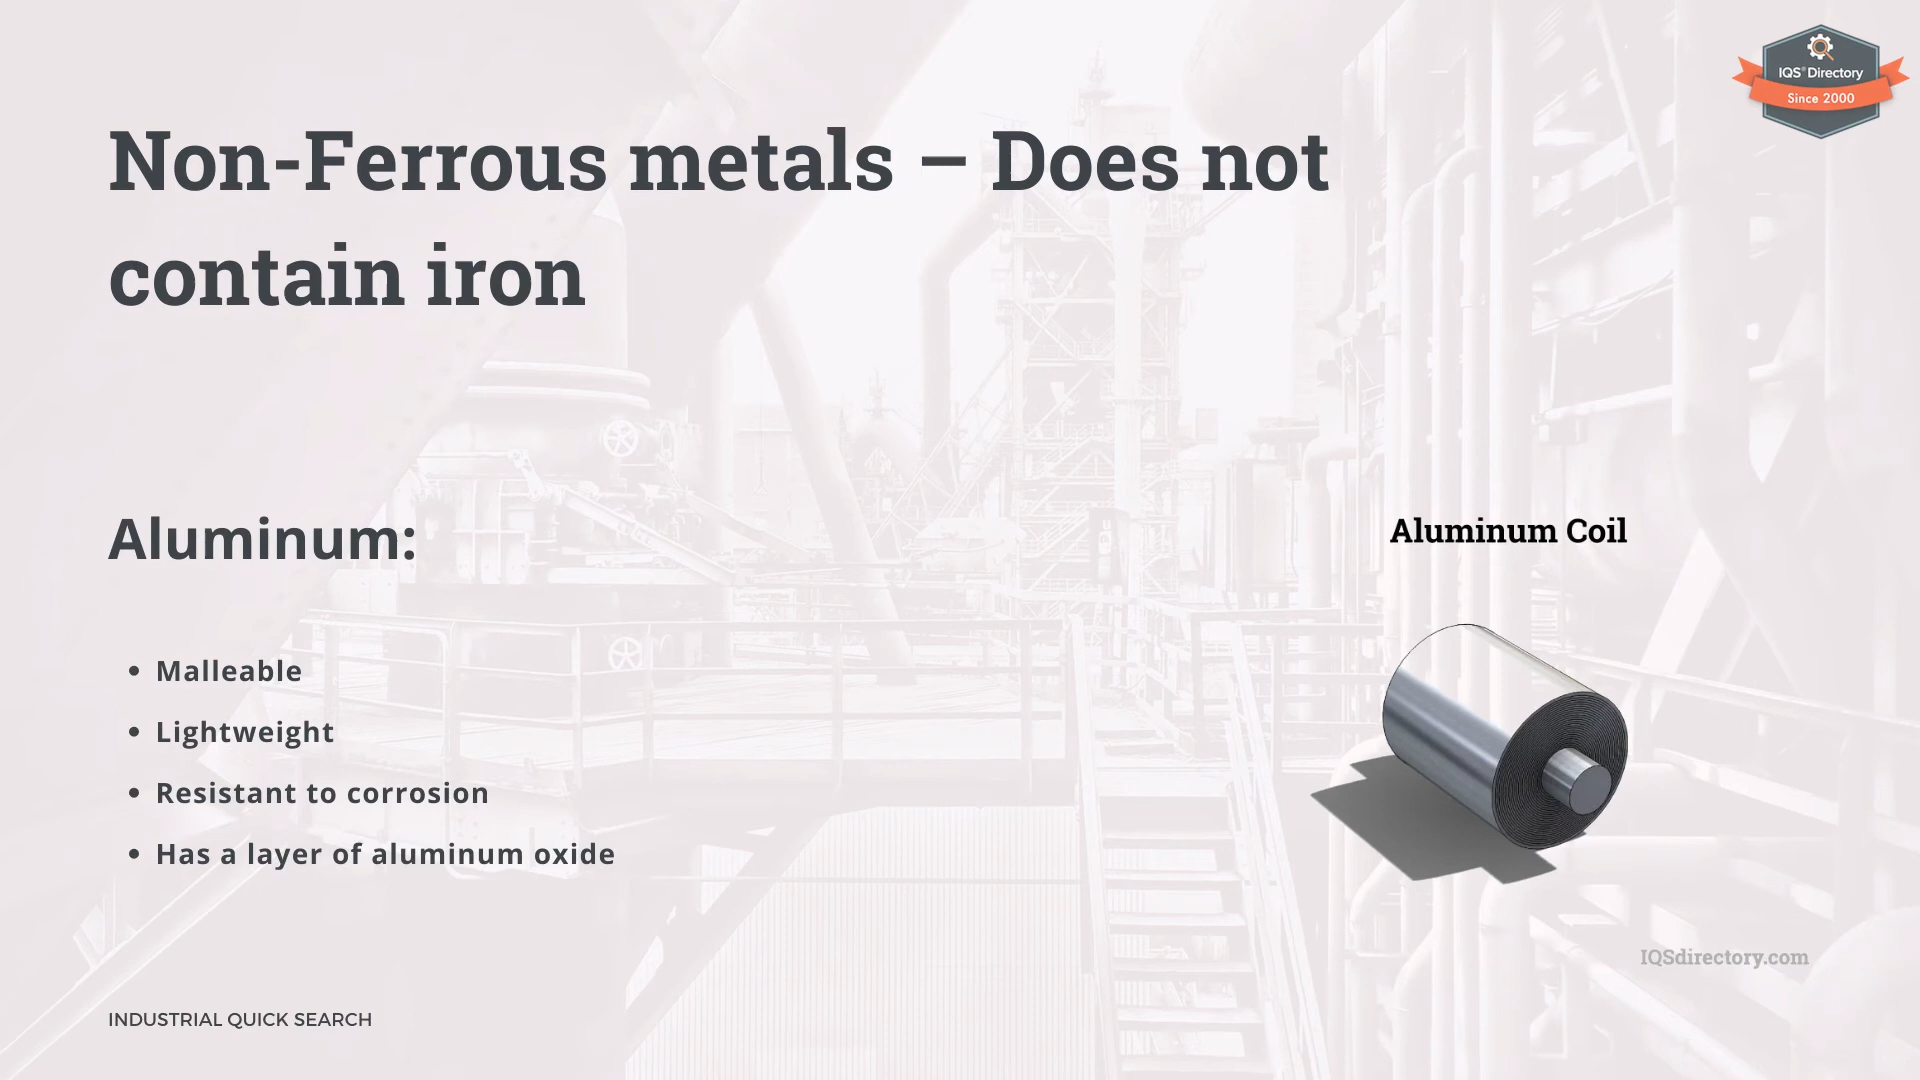 IQS® Directory
Since 2000
Non-Ferrous metals – Does not
contain iron
Aluminum:
• Malleable
• Lightweight
• Resistant to corrosion
• Has a layer of aluminum oxide
Aluminum Coil
IQSdirectory.com
INDUSTRIAL QUICK SEARCH